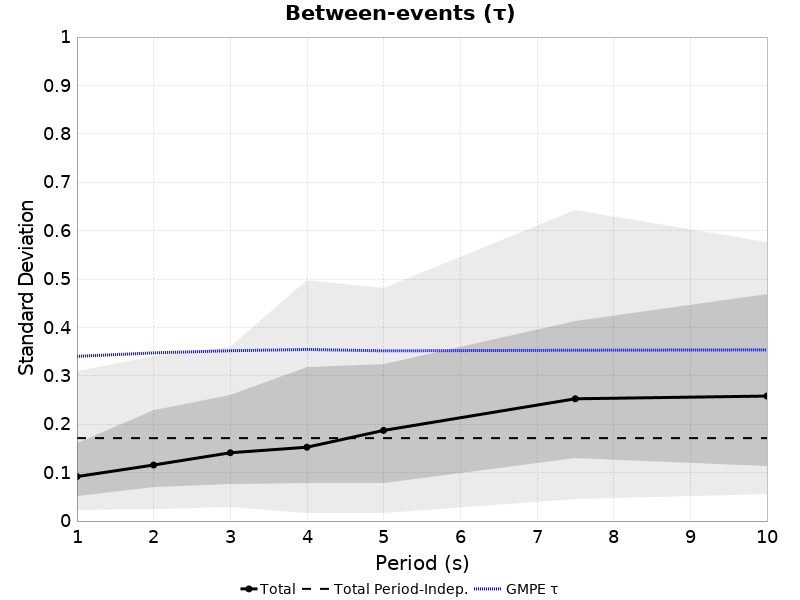 Between-events (τ)
1
0.9
0.8
0.7
0.6
0.5
0.4
0.3
0.2
0.1
0
Standard Deviation
1 2 3 4 5 6 7 8 9 10
Period (s)
Total Total Period-Indep. GMPE τ